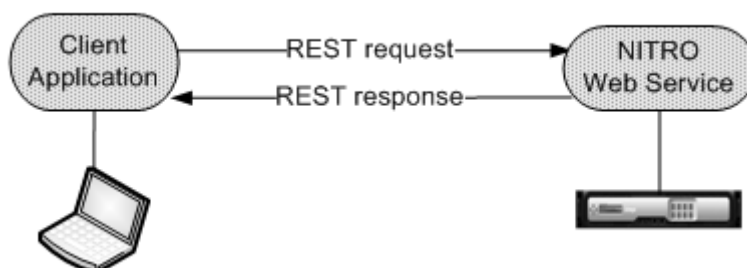 Client
Application
REST request
REST response
NITRO
Web Service